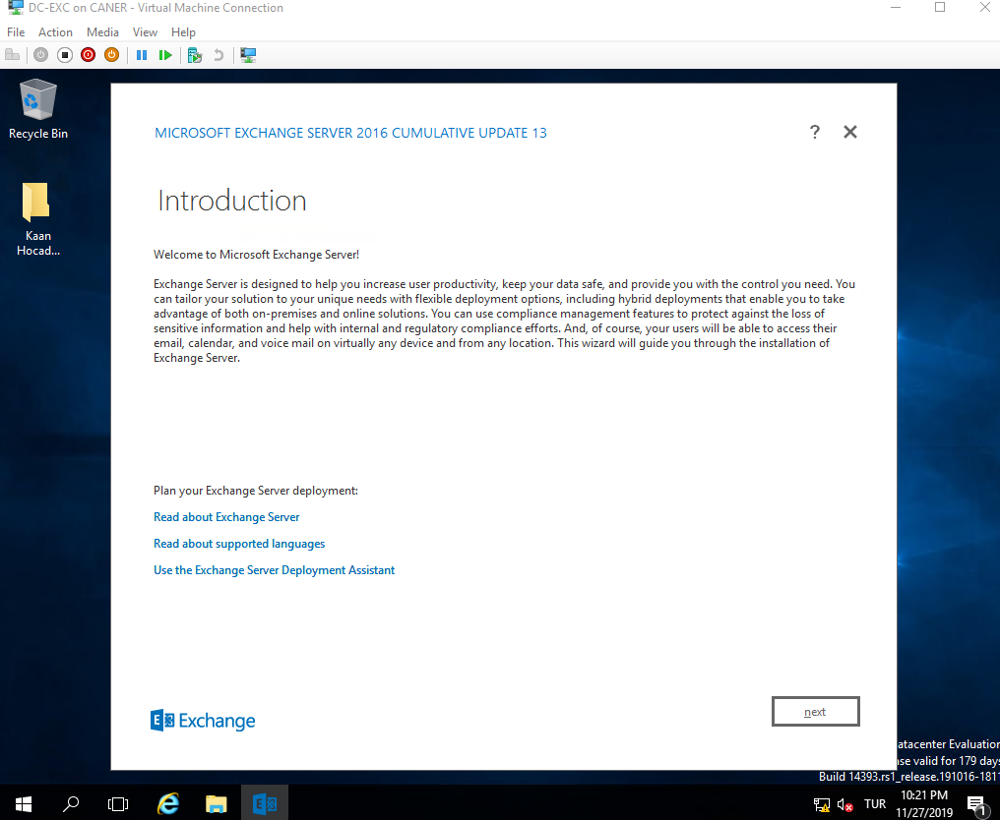 DC-EXC on CANER - Virtual Machine Connection
File Action Media View Help
Recycle Bin
Kaan
Hocad...
MICROSOFT EXCHANGE SERVER 2016 CUMULATIVE UPDATE 13
?
Introduction
Welcome to Microsoft Exchange Server!
Exchange Server is designed to help you increase user productivity, keep your data safe, and provide you with the control you need. You
can tailor your solution to your unique needs with flexible deployment options, including hybrid deployments that enable you to take
advantage of both on-premises and online solutions. You can use compliance management features to protect against the loss of
sensitive information and help with internal and regulatory compliance efforts. And, of course, your users will be able to access their
email, calendar, and voice mail on virtually any device and from any location. This wizard will guide you through the installation of
Exchange Server.
Plan your Exchange Server deployment:
Read about Exchange Server
Read about supported languages
Use the Exchange Server Deployment Assistant
E Exchange
next
atacenter Evaluation
se valid for 179 days
Build 14393.rs1_release.191016-181
TUR
10:21 PM
11/27/2019
1